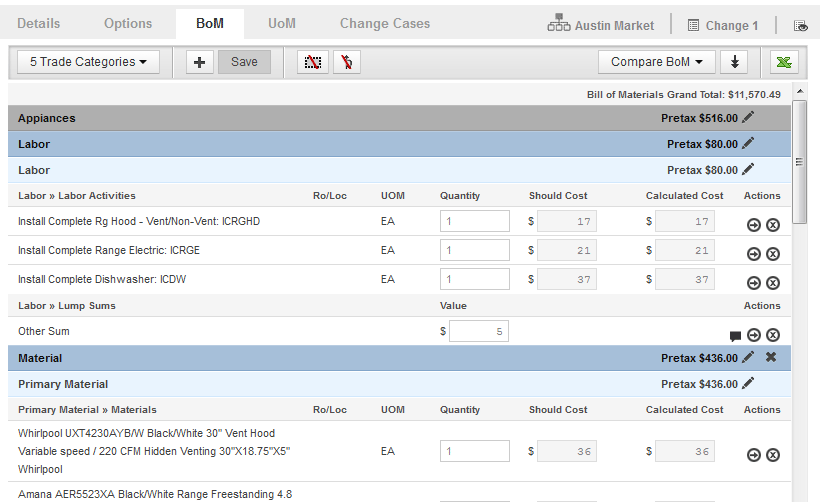 Details Options BoM UoM Change Cases Austin Market Change 1
5 Trade Categories Save Compare BoM
Bill of Materials Grand Total: $11,570.49
Appliances Pretax $516.00
Labor Pretax $80.00
Labor Pretax $80.00
Labor » Labor Activities Ro/Loc UOM Quantity Should Cost Calculated Cost Actions
Install Complete Rg Hood - Vent/Non-Vent: ICRGHD EA 1 $ 17 $ 17
Install Complete Range Electric: ICRGE EA 1 $ 21 $ 21
Install Complete Dishwasher: ICDW EA 1 $ 37 $ 37
Labor » Lump Sums Value Actions
Other Sum $ 5
Material Pretax $436.00
Primary Material Pretax $436.00
Primary Material » Materials Ro/Loc UOM Quantity Should Cost Calculated Cost Actions
Whirlpool UXT4230AYB/W Black/White 30" Vent Hood
Variable speed / 220 CFM Hidden Venting 30"X18.75"X5" EA 1 $ 36 $ 36
Whirlpool
Amana AER5523XA Black/White Range Freestanding 4.8